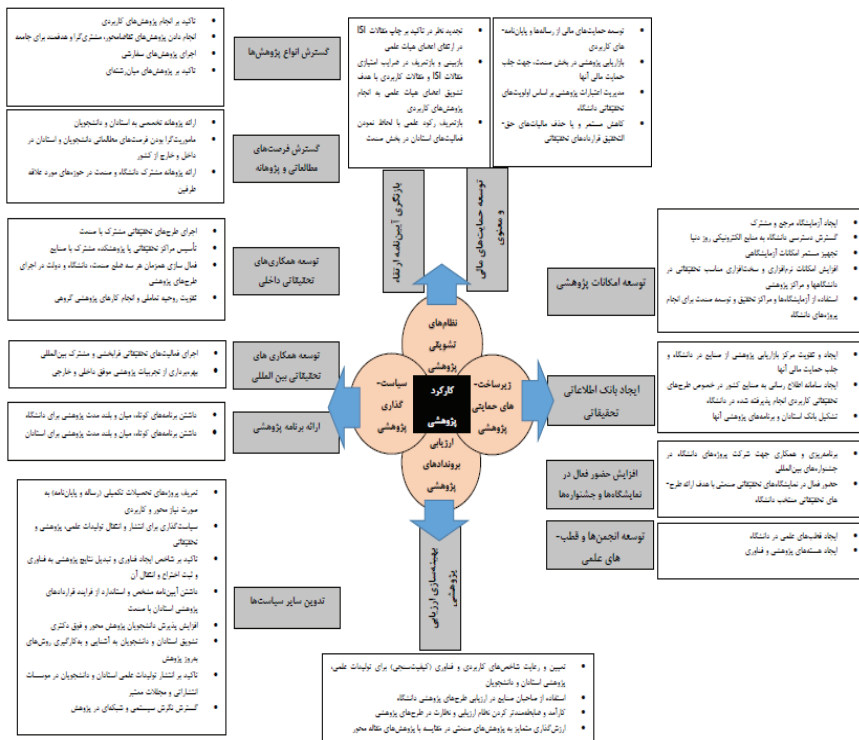 تاکید بر انجام پژوهش‌های کاربردی
انجام دادن پژوهش‌های تقاضامحور، مشتری‌گرا و هدفمند برای جامعه
اجرای پژوهش‌های سفارشی
تاکید بر پژوهش‌های میان‌رشته‌ای
گسترش انواع پژوهش‌ها
تجدید نظر در تاکید بر چاپ مقالات ISI
در ارتقای اعضای هیات علمی
بازبینی و بازتعریف در ضرایب امتیازی
مقالات ISI و مقالات کاربردی با هدف
تشویق اعضای هیات علمی به انجام
پژوهش‌های کاربردی
بازتعریف رکود علمی با لحاظ نمودن
فعالیت‌های استادان در بخش صنعت
توسعه حمایت‌های مالی از رساله‌ها و پایان‌نامه-
های کاربردی
بازاریابی پژوهشی در بخش صنعت، جهت جلب
حمایت مالی آنها
مدیریت اعتبارات پژوهشی بر اساس اولویت‌های
تحقیقاتی دانشگاه
کاهش مستمر و یا حذف مالیات‌های حق-
التحقیق قراردادهای تحقیقاتی
ارائه پژوهانه تخصصی به استادان و دانشجویان
ماموریت‌گرا بودن فرصت‌های مطالعاتی دانشجویان و استادان در
داخل و خارج از کشور
ارائه پژوهانه مشترک دانشگاه و صنعت در حوزه‌های مورد علاقه
طرفین
گسترش فرصت‌های
مطالعاتی و پژوهانه
بازنگری آیین‌نامه ارتقاء
توسعه حمایت‌های مالی
و معنوی
اجرای طرح‌های تحقیقاتی مشترک با صنعت
تأسیس مراکز تحقیقاتی یا پژوهشکده مشترک با صنایع
فعال سازی همزمان هر سه ضلع صنعت، دانشگاه و دولت در اجرای
طرح‌های پژوهشی
تقویت روحیه تعاملی و انجام کارهای پژوهشی گروهی
توسعه همکاری‌های
تحقیقاتی داخلی
توسعه امکانات پژوهشی
ایجاد آزمایشگاه مرجع و مشترک
گسترش دسترسی دانشگاه به صنایع الکترونیکی روز دنیا
تجهیز مستمر امکانات آزمایشگاهی
افزایش امکانات نرم‌افزاری و سخت‌افزاری مناسب تحقیقاتی در
دانشگاهها و مراکز پژوهشی
استفاده از آزمایشگاه‌ها و مراکز تحقیق و توسعه صنعت برای انجام
پروژه‌های دانشگاه
اجرای فعالیت‌های تحقیقاتی فرابخشی و مشترک بین‌المللی
بهره‌برداری از تجربیات پژوهشی موفق داخلی و خارجی
توسعه همکاری های
تحقیقاتی بین المللی
نظام‌های
تشویقی
پژوهشی
سیاست-
گذاری
پژوهشی
کارکرد
پژوهشی
زیرساخت-
های حمایتی
پژوهشی
ارزیابی
بروندادهای
پژوهشی
ایجاد بانک اطلاعاتی
تحقیقاتی
ایجاد و تقویت مرکز بازاریابی پژوهشی از صنایع در دانشگاه و
جلب حمایت مالی آنها
ایجاد سامانه اطلاع رسانی به صنایع کشور در خصوص طرح‌های
تحقیقاتی کاربردی انجام پذیرفته شده در دانشگاه
تشکیل بانک استادان و برنامه‌های پژوهشی آنها
داشتن برنامه‌های کوتاه، میان و بلند مدت پژوهشی برای دانشگاه
داشتن برنامه‌های کوتاه، میان و بلند مدت پژوهشی برای استادان
ارائه برنامه پژوهشی
افزایش حضور فعال در
نمایشگاه‌ها و جشنواره‌ها
برنامه‌ریزی و همکاری جهت شرکت پروژه‌های دانشگاه در
جشنواره‌های بین‌المللی
حضور فعال در نمایشگاه‌های تحقیقاتی صنعتی با هدف ارائه طرح-
های تحقیقاتی منتخب دانشگاه
توسعه انجمن‌ها و قطب-
های علمی
ایجاد قطب‌های علمی در دانشگاه
ایجاد هسته‌های پژوهشی و فناوری
تعریف پروژه‌های تحصیلات تکمیلی (رساله و پایان‌نامه) به
صورت نیاز محور و کاربردی
سیاست‌گذاری برای انتشار و انتقال تولیدات علمی، پژوهشی و
تحقیقاتی
تاکید بر شاخص ایجاد فناوری و تبدیل نتایج پژوهشی به فناوری
و ثبت اختراع و انتقال آن
داشتن آیین‌نامه مشخص و استاندارد از فرایند قراردادهای
پژوهشی استادان با صنعت
افزایش پذیرش دانشجویان پژوهش محور و فوق دکتری
تشویق استادان و دانشجویان به آشنایی و به‌کارگیری روش‌های
به‌روز پژوهش
تاکید بر انتشار تولیدات علمی استادان و دانشجویان در موسسات
انتشاراتی و مجلات معتبر
گسترش نگرش سیستمی و شبکه‌ای در پژوهش
تدوین سایر سیاست‌ها
بهینه‌سازی ارزیابی
پژوهشی
تعیین و رعایت شاخص‌های کاربردی و فناوری (کیفیت‌سنجی) برای تولیدات علمی،
پژوهشی استادان و دانشجویان
استفاده از صاحبان صنایع در ارزیابی طرح‌های پژوهشی دانشگاه
کارآمد و ضابطه‌مندتر کردن نظام ارزیابی و نظارت در طرح‌های پژوهشی
ارزش‌گذاری متمایز به پژوهش‌های صنعتی در مقایسه با پژوهش‌های مقاله محور